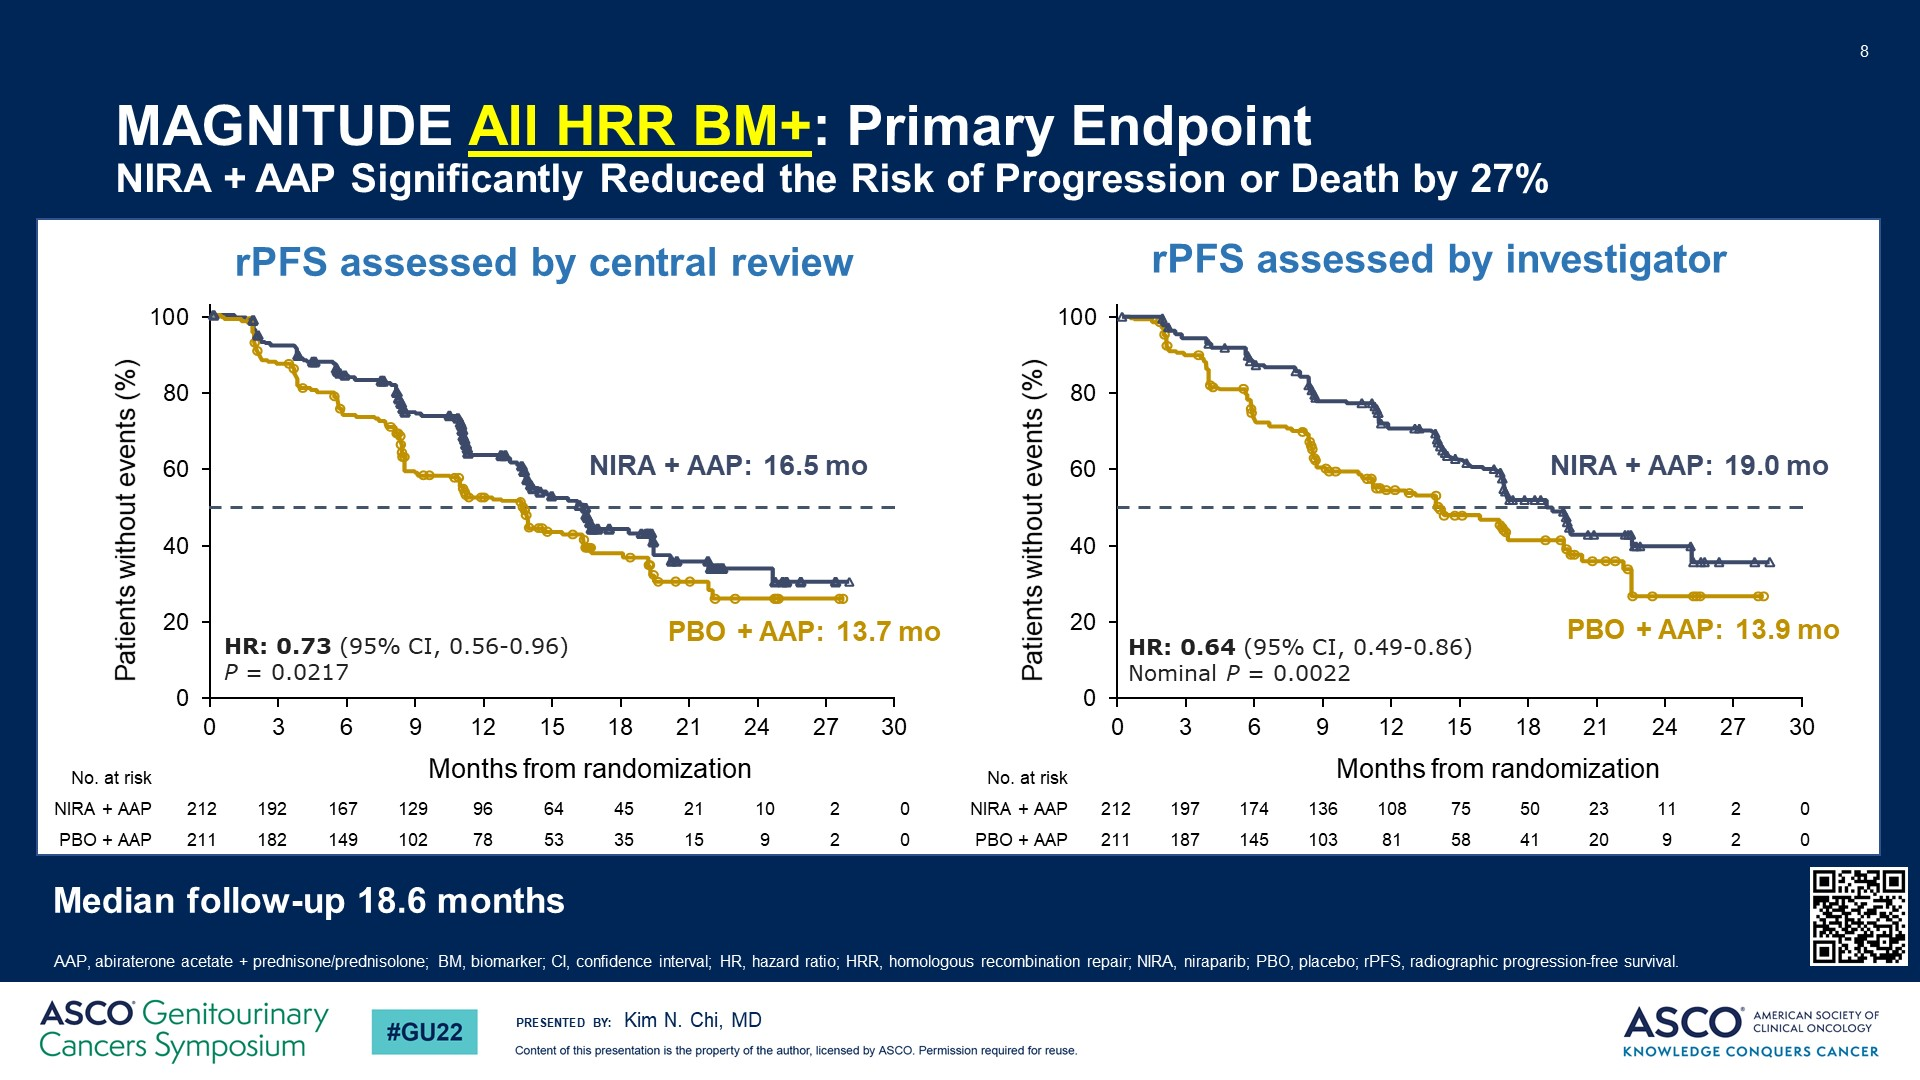 8
MAGNITUDE All HRR BM+: Primary Endpoint
NIRA + AAP Significantly Reduced the Risk of Progression or Death by 27%
rPFS assessed by central review
Patients without events (%)
100
80
60
40
20
0
NIRA + AAP: 16.5 mo
PBO + AAP: 13.7 mo
HR: 0.73 (95% CI, 0.56-0.96)
P = 0.0217
0 3 6 9 12 15 18 21 24 27 30
Months from randomization
No. at risk
NIRA + AAP 212 192 167 129 96 64 45 21 10 2 0
PBO + AAP 211 182 149 102 78 53 35 15 9 2 0
rPFS assessed by investigator
Patients without events (%)
100
80
60
40
20
0
NIRA + AAP: 19.0 mo
PBO + AAP: 13.9 mo
HR: 0.64 (95% CI, 0.49-0.86)
Nominal P = 0.0022
0 3 6 9 12 15 18 21 24 27 30
Months from randomization
No. at risk
NIRA + AAP 212 197 174 136 108 75 50 23 11 2 0
PBO + AAP 211 187 145 103 81 58 41 20 9 2 0
Median follow-up 18.6 months
AAP, abiraterone acetate + prednisone/prednisolone; BM, biomarker; CI, confidence interval; HR, hazard ratio; HRR, homologous recombination repair; NIRA, niraparib; PBO, placebo; rPFS, radiographic progression-free survival.
ASCO® Genitourinary
Cancers Symposium
#GU22
PRESENTED BY: Kim N. Chi, MD
Content of this presentation is the property of the author, licensed by ASCO. Permission required for reuse.
ASCO® AMERICAN SOCIETY OF
CLINICAL ONCOLOGY
KNOWLEDGE CONQUERS CANCER